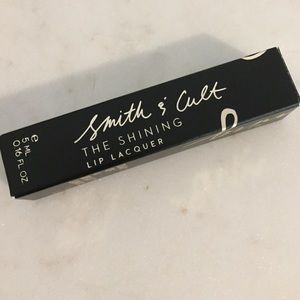 Smith & Cult
THE SHINING
LIP LACQUER
℮
5 ML
0.16 FL OZ.